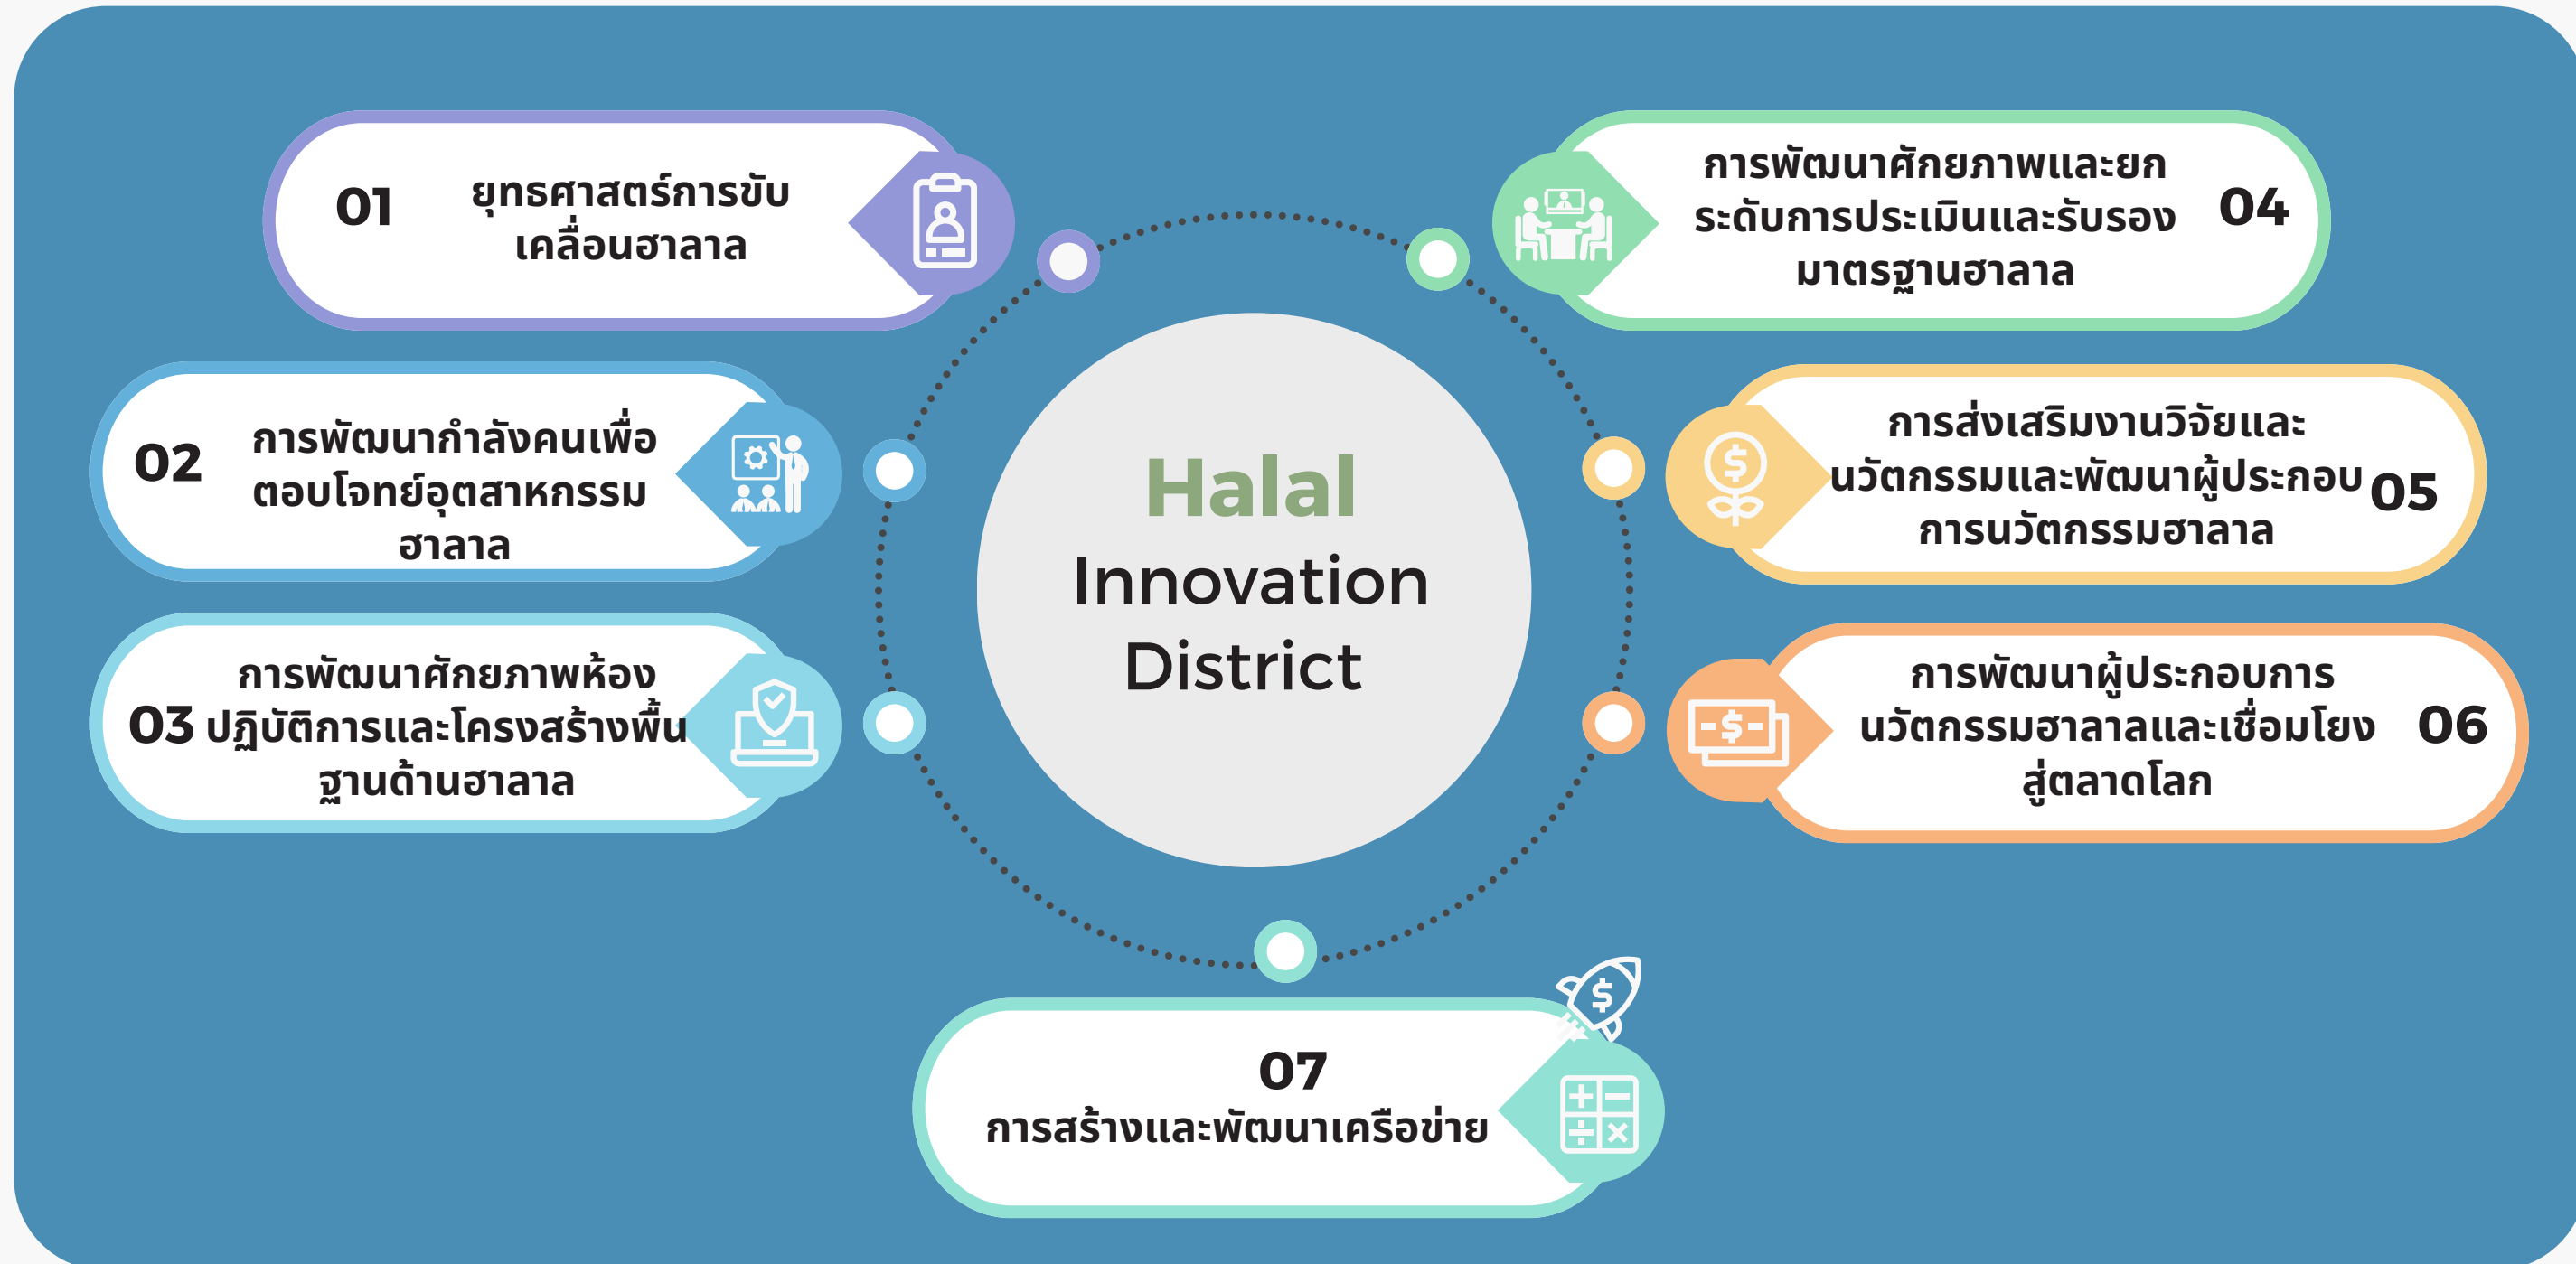 01
ยุทธศาสตร์การขับ
เคลื่อนฮาลาล
02
การพัฒนากำลังคนเพื่อ
ตอบโจทย์อุตสาหกรรม
ฮาลาล
03
การพัฒนาศักยภาพห้อง
ปฏิบัติการและโครงสร้างพื้น
ฐานด้านฮาลาล
Halal
Innovation
District
04
การพัฒนาศักยภาพและยก
ระดับการประเมินและรับรอง
มาตรฐานฮาลาล
05
การส่งเสริมงานวิจัยและ
นวัตกรรมและพัฒนาผู้ประกอบ
การนวัตกรรมฮาลาล
06
การพัฒนาผู้ประกอบการ
นวัตกรรมฮาลาลและเชื่อมโยง
สู่ตลาดโลก
07
การสร้างและพัฒนาเครือข่าย